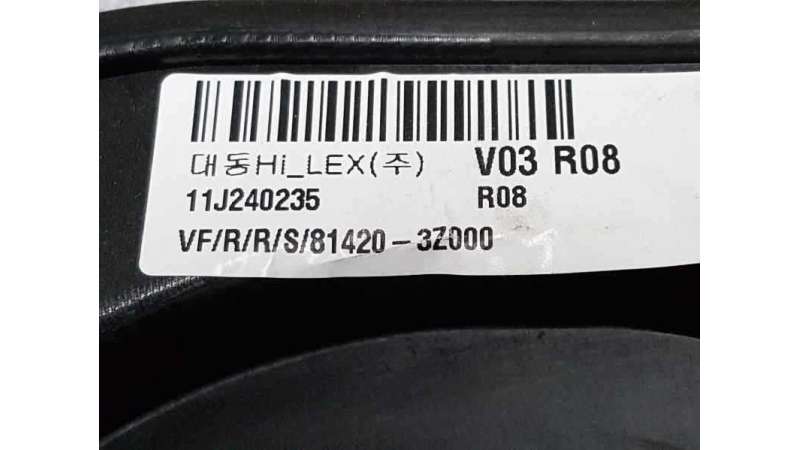 대동Hi_LEX(주) V03 R08
11J240235 R08
VF/R/R/S/81420-3Z000